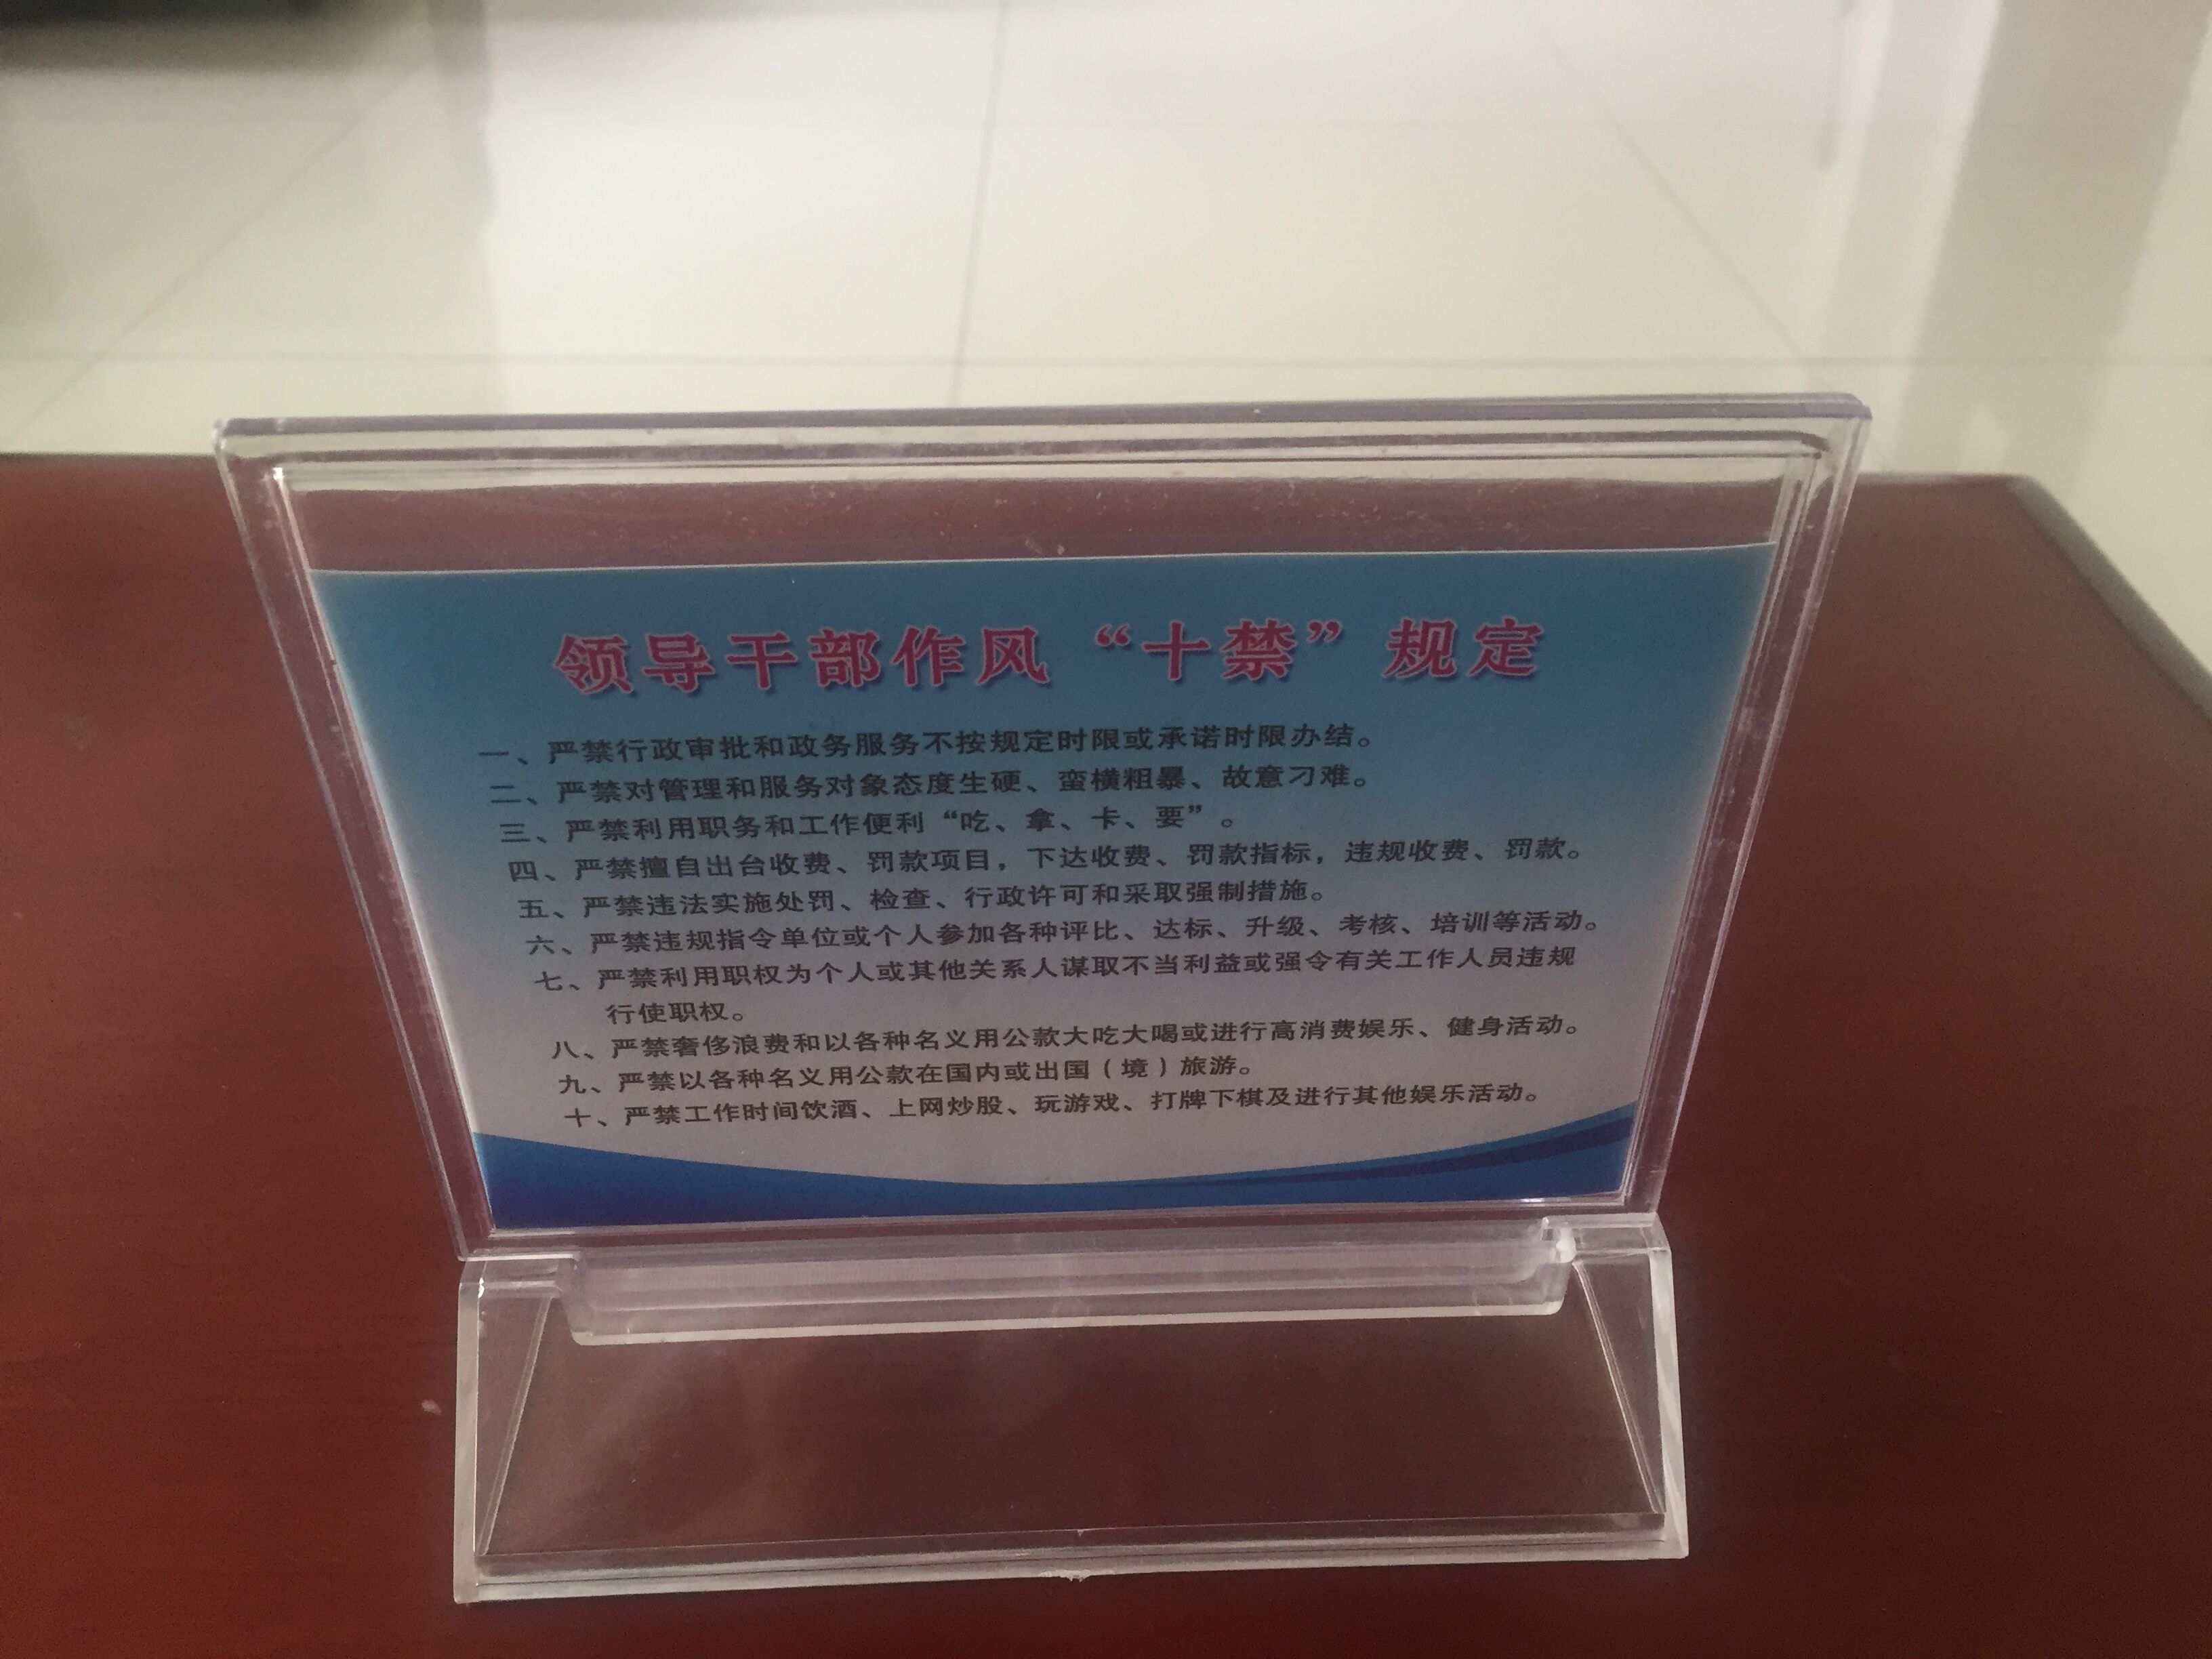 领导干部作风“十禁”规定
一、严禁行政审批和政务服务不按规定时限或承诺时限办结。
二、严禁对管理和服务对象态度生硬、蛮横粗暴、故意刁难。
三、严禁利用职务和工作便利“吃、拿、卡、要”。
四、严禁擅自出台收费、罚款项目，下达收费、罚款指标，违规收费、罚款。
五、严禁违法实施处罚、检查、行政许可和采取强制措施。
六、严禁违规指令单位或个人参加各种评比、达标、升级、考核、培训等活动。
七、严禁利用职权为个人或其他关系人谋取不当利益或强令有关工作人员违规
行使职权。
八、严禁奢侈浪费和以各种名义用公款大吃大喝或进行高消费娱乐、健身活动。
九、严禁以各种名义用公款在国内或出国（境）旅游。
十、严禁工作时间饮酒、上网炒股、玩游戏、打牌下棋及进行其他娱乐活动。